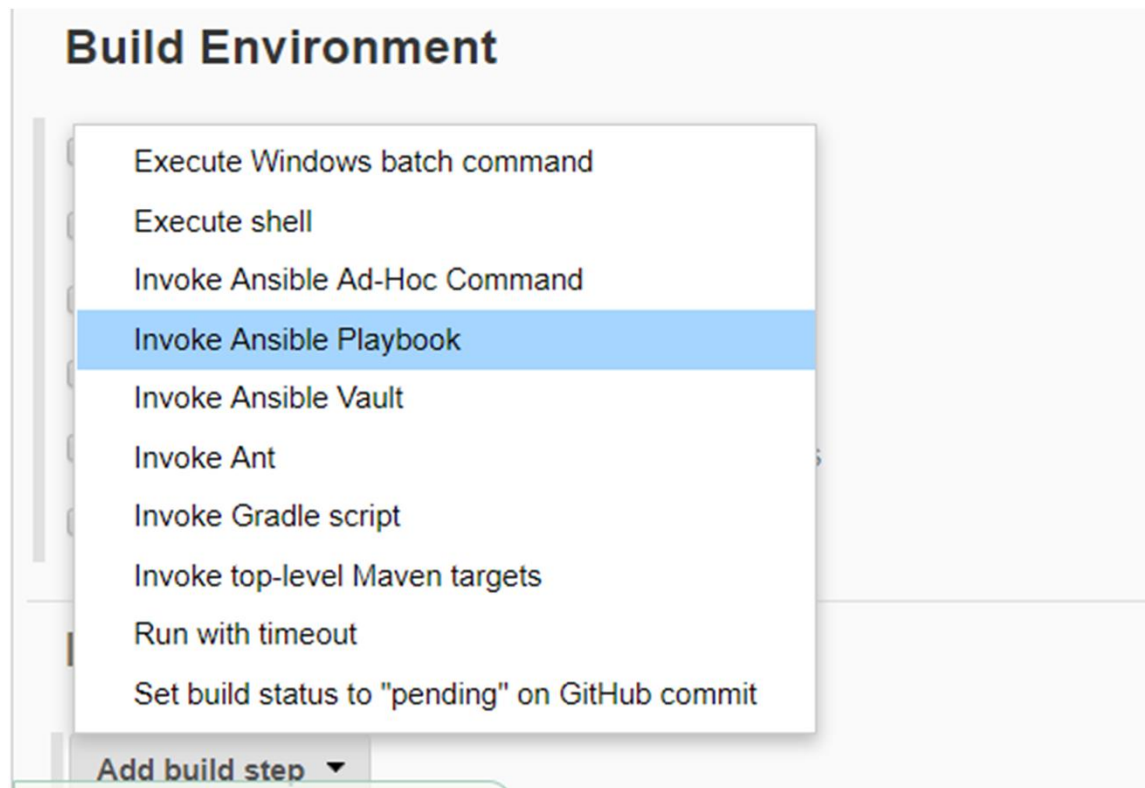 Build Environment
Execute Windows batch command
Execute shell
Invoke Ansible Ad-Hoc Command
Invoke Ansible Playbook
Invoke Ansible Vault
Invoke Ant
Invoke Gradle script
Invoke top-level Maven targets
Run with timeout
Set build status to "pending" on GitHub commit
Add build step